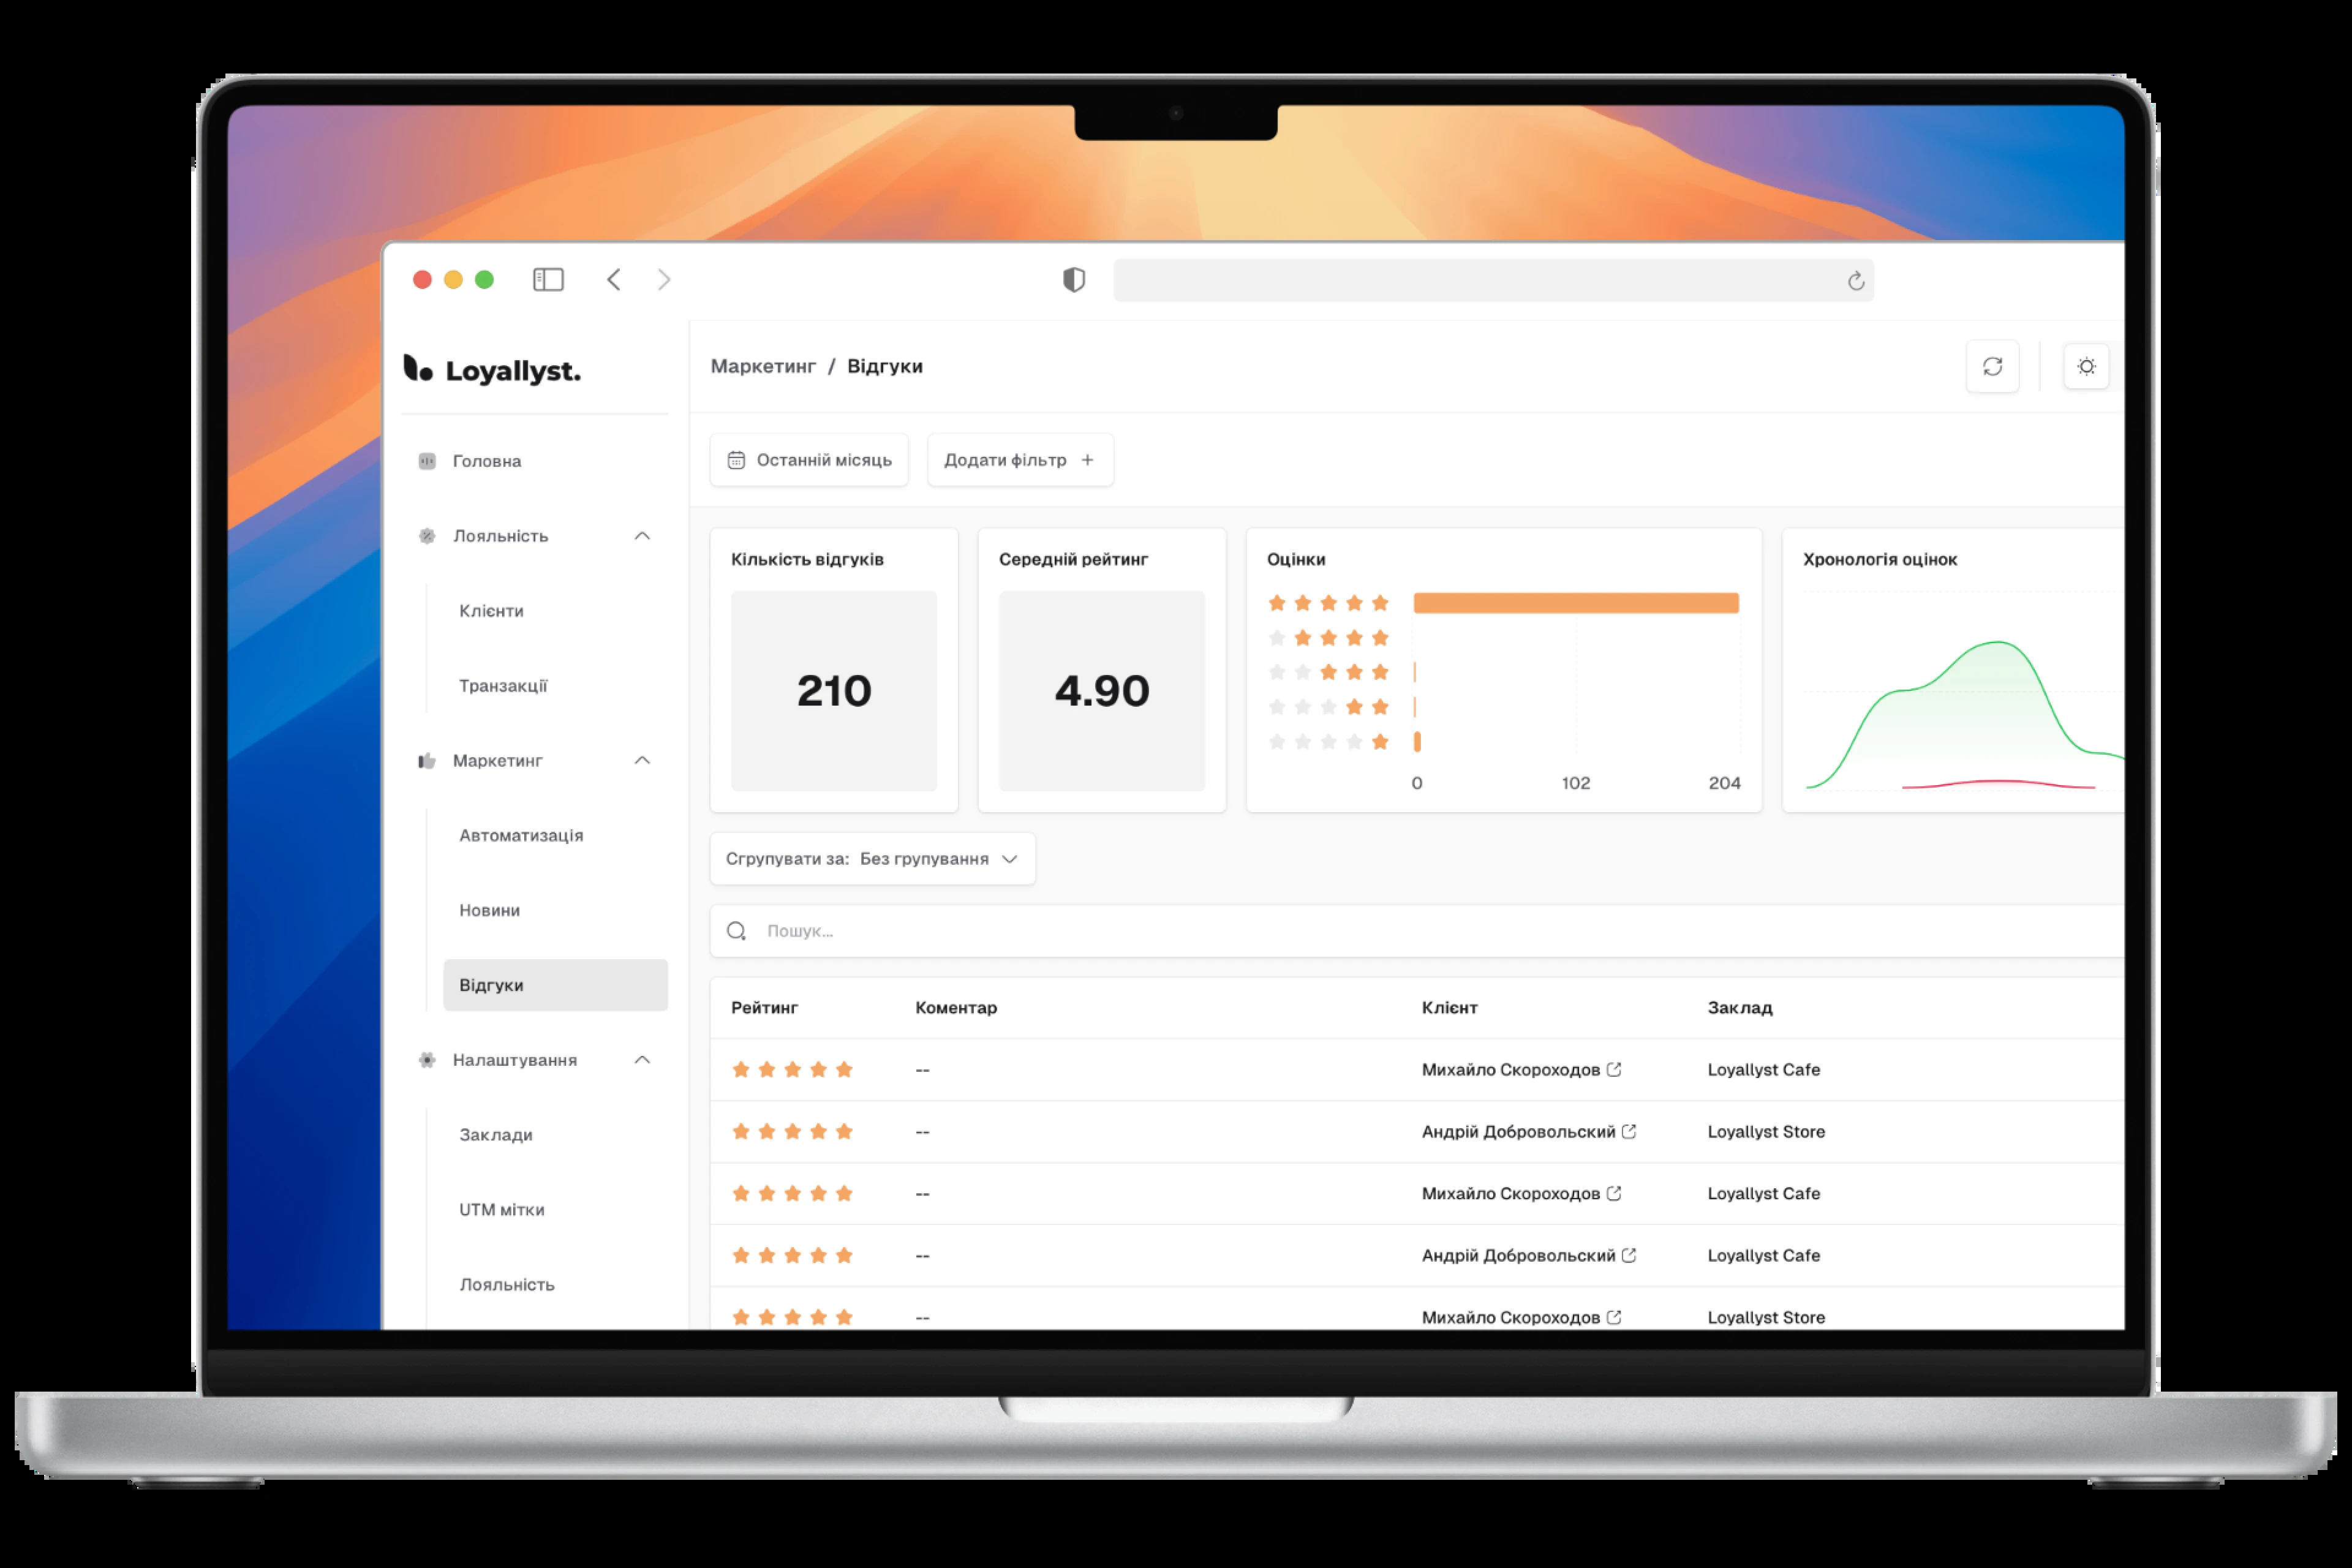 Loyallyst.
Головна
Лояльність
Клієнти
Транзакції
Маркетинг
Автоматизація
Новини
Відгуки
Налаштування
Заклади
UTM мітки
Лояльність
Маркетинг / Відгуки
Останній місяць
Додати фільтр +
Кількість відгуків
210
Середній рейтинг
4.90
Оцінки
0 102 204
Хронологія оцінок
Сгрупувати за: Без групування
Пошук...
Рейтинг Коментар Клієнт Заклад
-- Михайло Скороходов Loyallyst Cafe
-- Андрій Добровольский Loyallyst Store
-- Михайло Скороходов Loyallyst Cafe
-- Андрій Добровольский Loyallyst Cafe
-- Михайло Скороходов Loyallyst Store